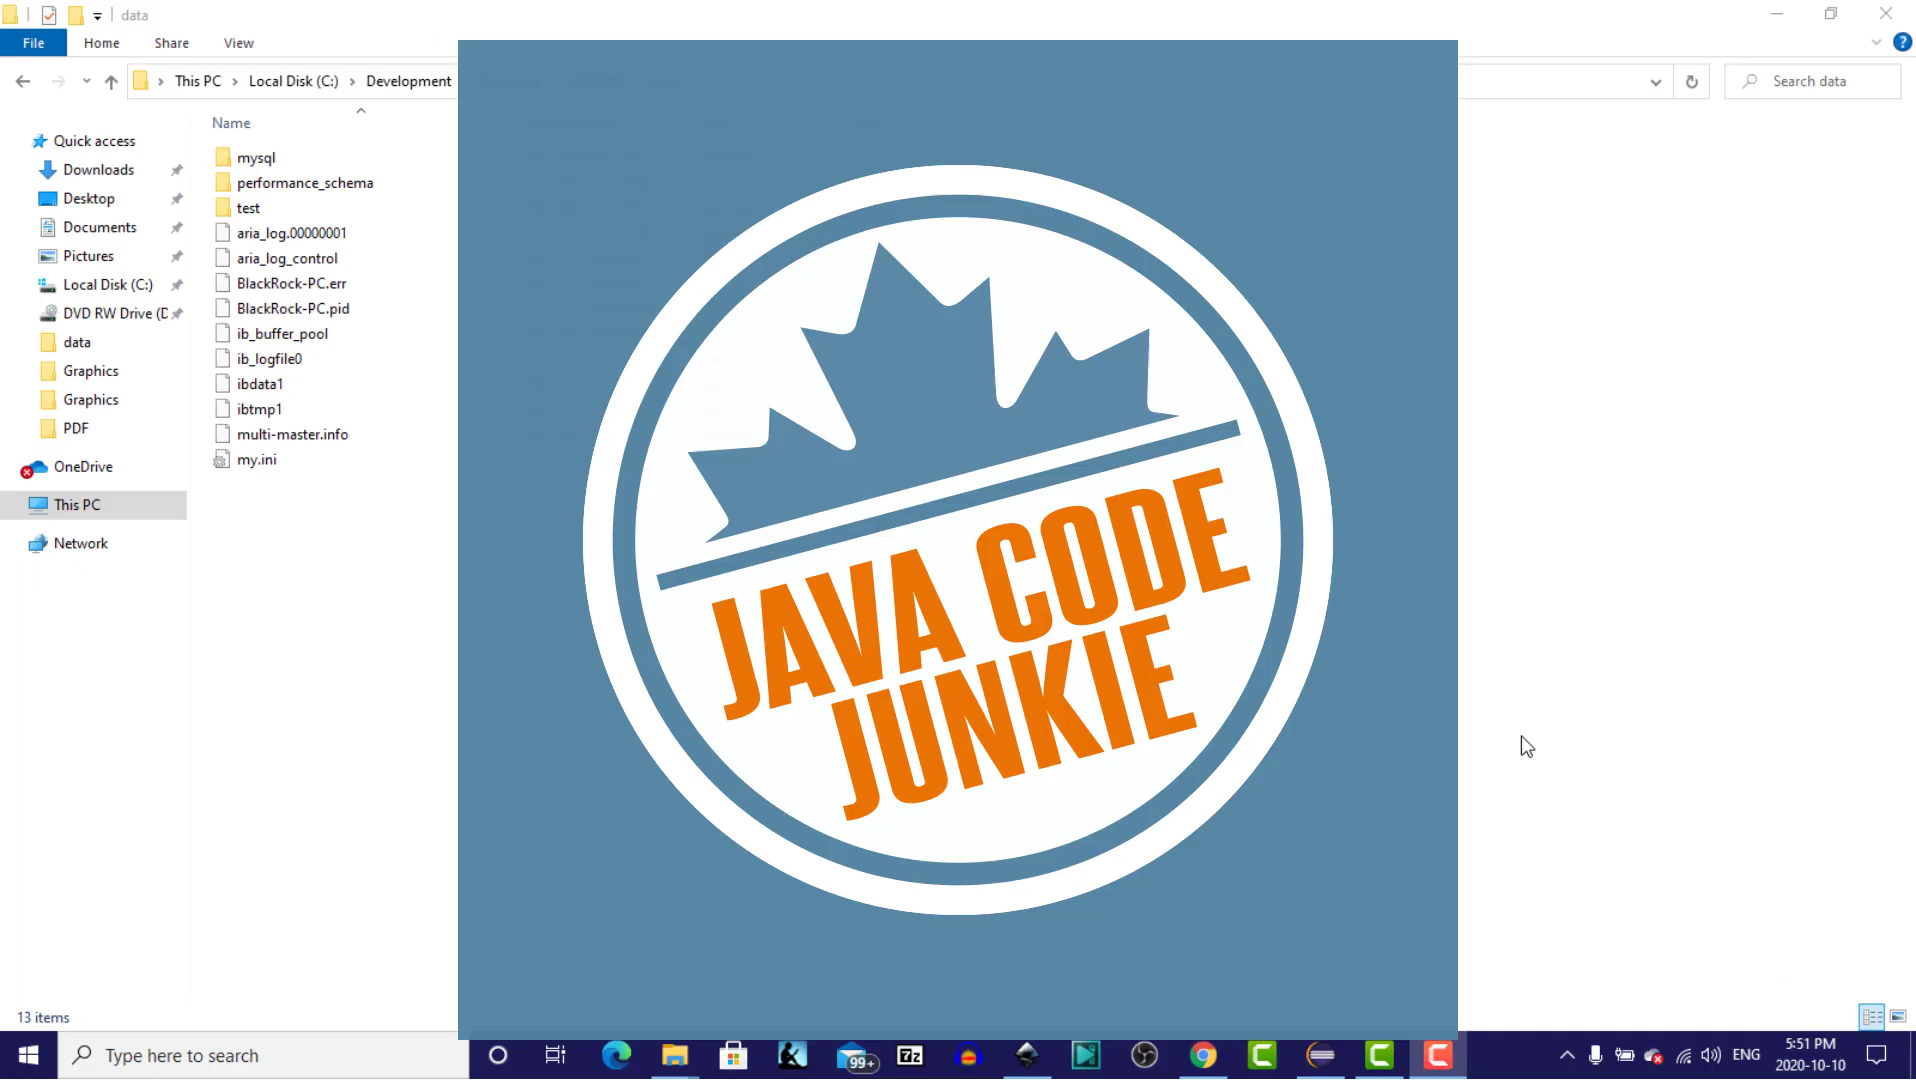 data
File Home Share View
This PC Local Disk (C:) Development
Search data
Name
Quick access
Downloads
Desktop
Documents
Pictures
Local Disk (C:)
DVD RW Drive (D
data
Graphics
Graphics
PDF
OneDrive
This PC
Network
mysql
performance_schema
test
aria_log.00000001
aria_log_control
BlackRock-PC.err
BlackRock-PC.pid
ib_buffer_pool
ib_logfile0
ibdata1
ibtmp1
multi-master.info
my.ini
JAVA CODE
JUNKIE
13 items
Type here to search
99+
7z
ENG
5:51 PM
2020-10-10